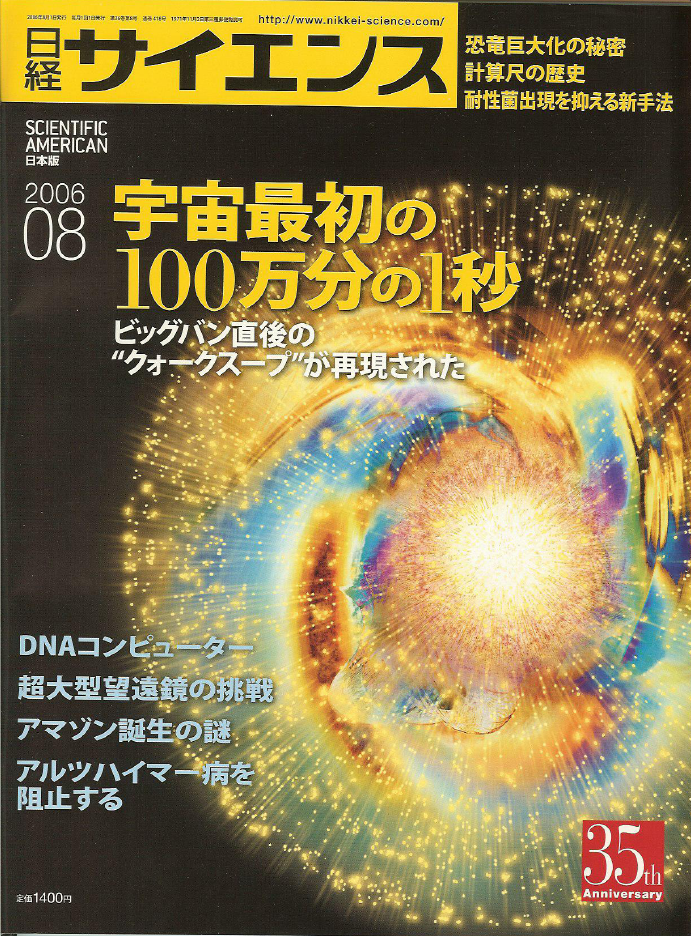 http://www.nikkei-science.com/
日経サイエンス
恐竜巨大化の秘密
計算尺の歴史
耐性菌出現を抑える新手法
SCIENTIFIC
AMERICAN
日本版
2006
08
宇宙最初の
100万分の1秒
ビッグバン直後の
“クォークスープ”が再現された
DNAコンピューター
超大型望遠鏡の挑戦
アマゾン誕生の謎
アルツハイマー病を
阻止する
35th
Anniversary
定価1400円